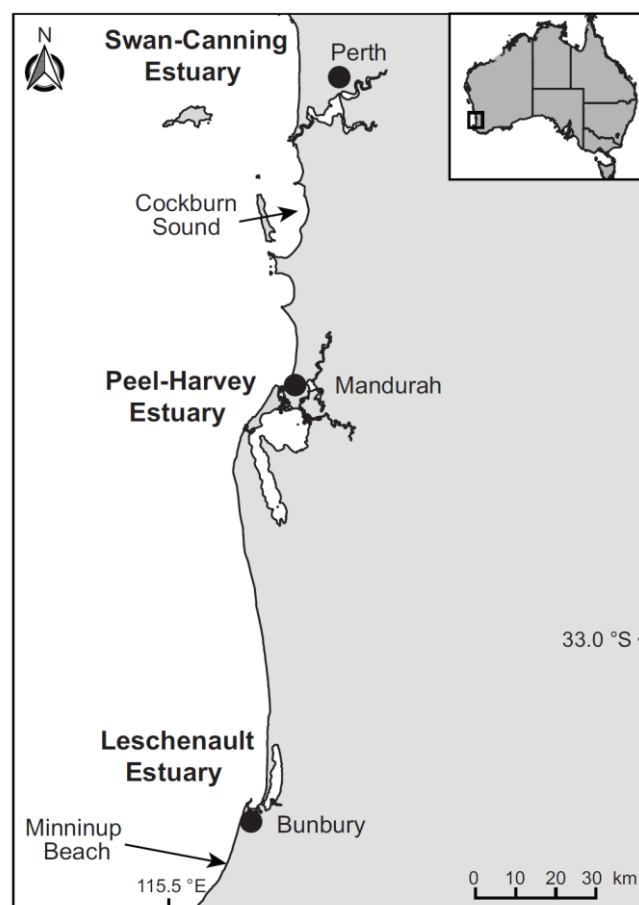 N
Swan-Canning
Estuary
Perth
Cockburn
Sound
Peel-Harvey
Estuary
Mandurah
33.0 °S
Leschenault
Estuary
Bunbury
Minninup
Beach
115.5 °E
0 10 20 30 km